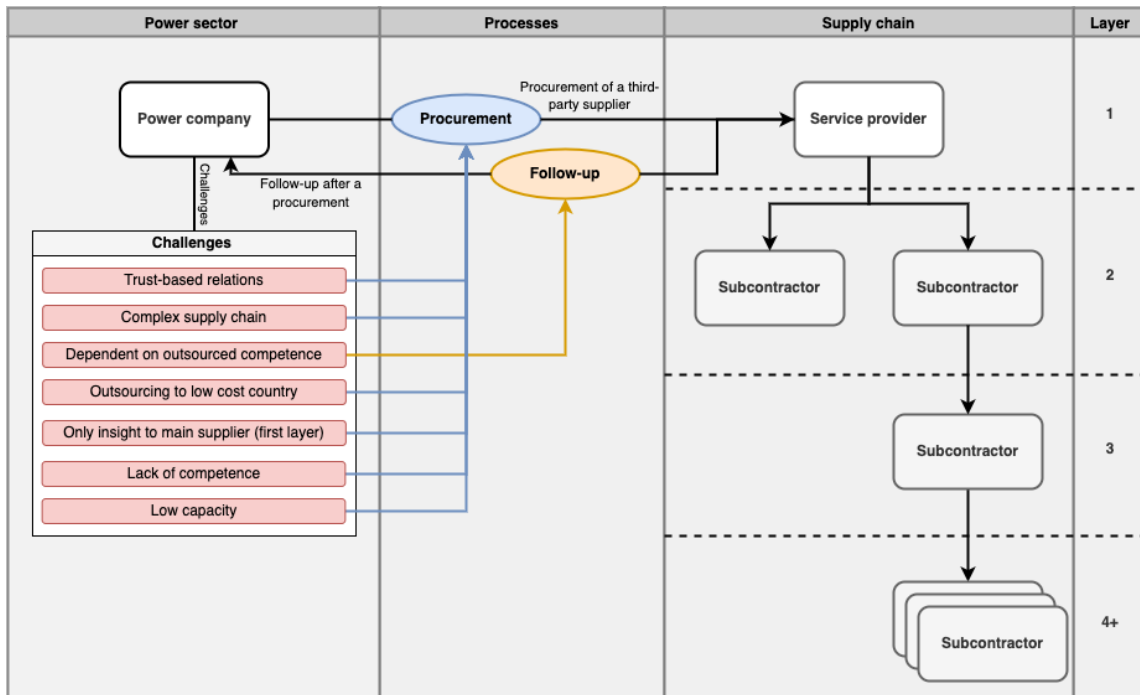 Power sector
Processes
Supply chain
Layer
Power company
Procurement
Procurement of a third-
party supplier
Service provider
1
Follow-up
Follow-up after a
procurement
Challenges
Challenges
Trust-based relations
Complex supply chain
Dependent on outsourced competence
Outsourcing to low cost country
Only insight to main supplier (first layer)
Lack of competence
Low capacity
Subcontractor
Subcontractor
2
Subcontractor
3
Subcontractor
4+